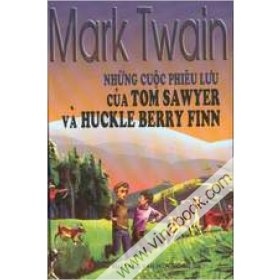 Mark Twain
NHỮNG CUỘC PHIÊU LƯU
CỦA TOM SAWYER
VÀ HUCKLE BERRY FINN
www.vinabook.com